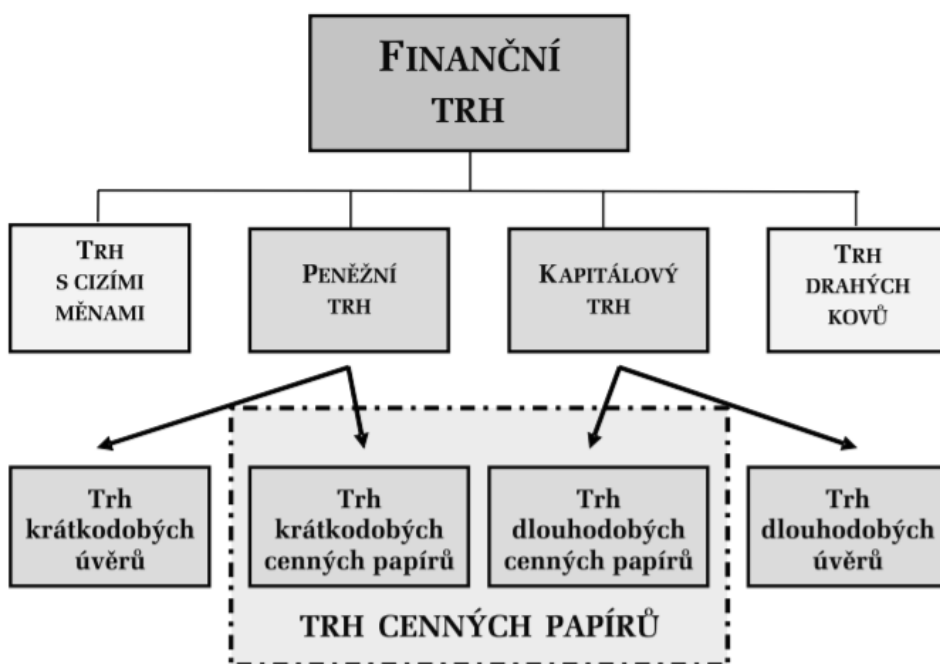 FINANČNÍ
TRH
TRH
S CIZÍMI
MĚNAMI
PENĚŽNÍ
TRH
KAPITÁLOVÝ
TRH
TRH
DRAHÝCH
KOVŮ
Trh
krátkodobých
úvěrů
Trh
krátkodobých
cenných papírů
Trh
dlouhodobých
cenných papírů
Trh
dlouhodobých
úvěrů
TRH CENNÝCH PAPÍRŮ